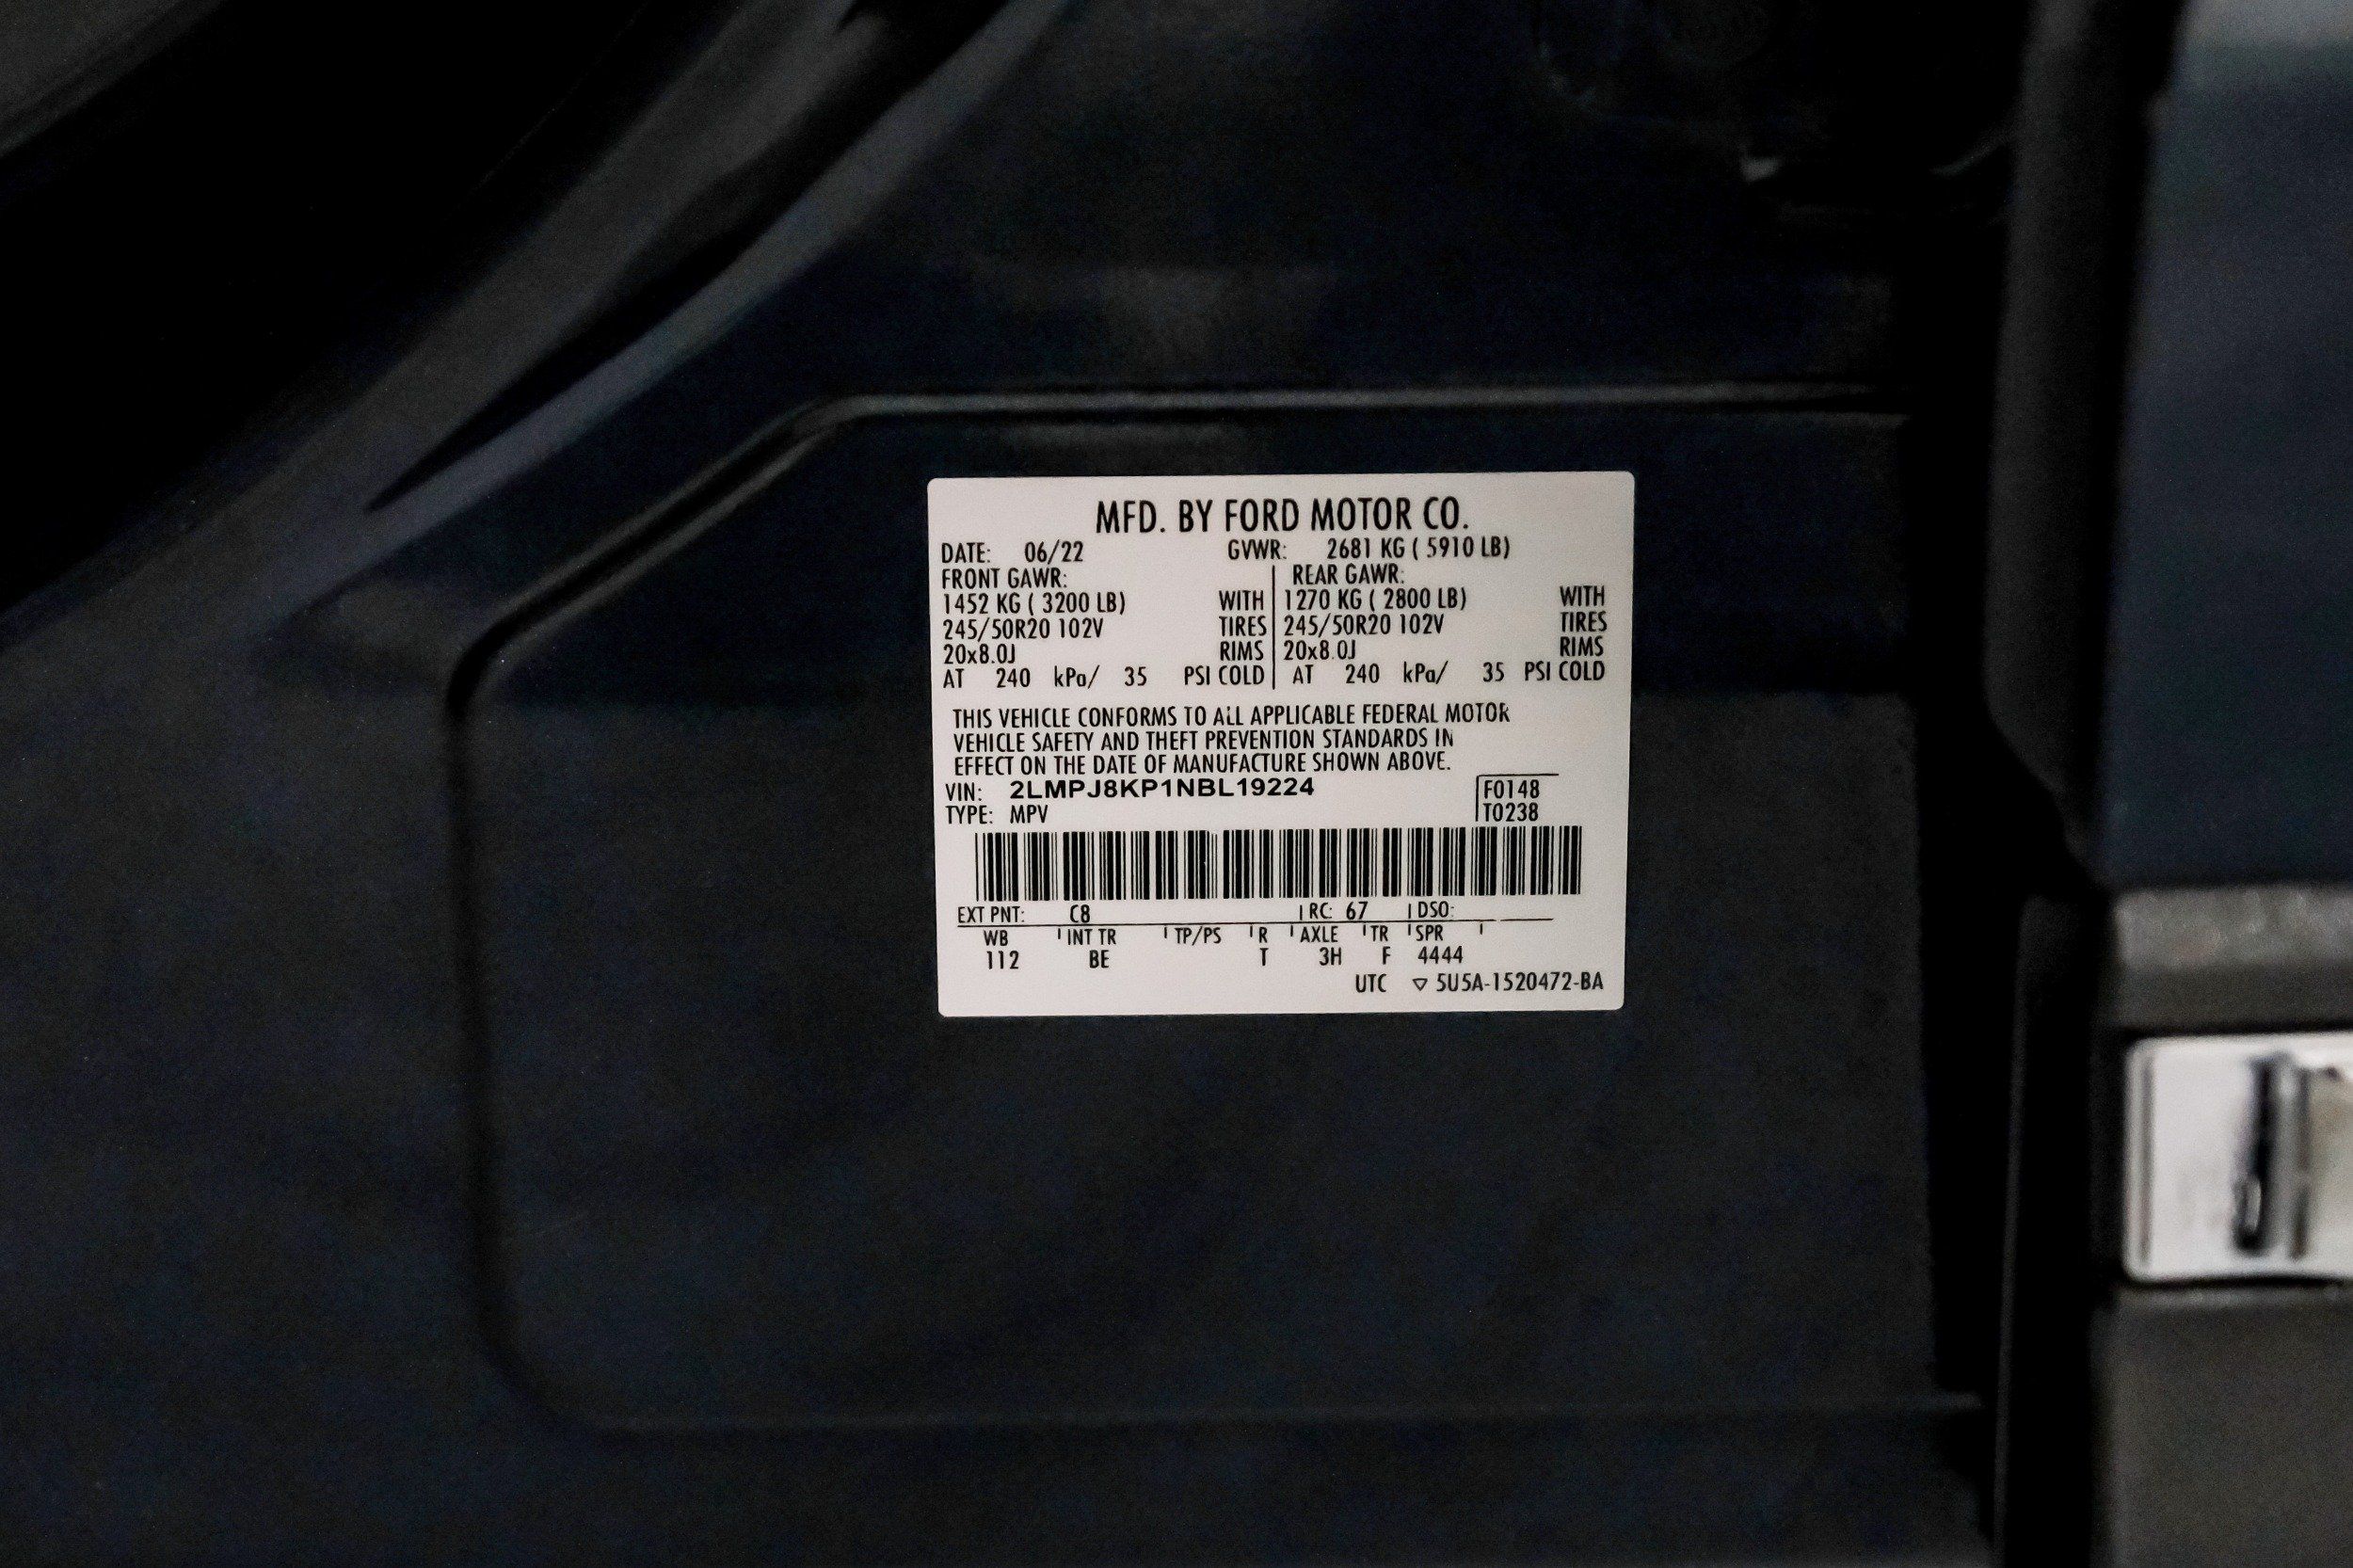 MFD. BY FORD MOTOR CO.
DATE: 06/22 GVWR: 2681 KG ( 5910 LB)
FRONT GAWR: REAR GAWR:
1452 KG ( 3200 LB) WITH 1270 KG ( 2800 LB) WITH
245/50R20 102V TIRES 245/50R20 102V TIRES
20x8.0J RIMS 20x8.0J RIMS
AT 240 kPa/ 35 PSI COLD AT 240 kPa/ 35 PSI COLD
THIS VEHICLE CONFORMS TO ALL APPLICABLE FEDERAL MOTOR
VEHICLE SAFETY AND THEFT PREVENTION STANDARDS IN
EFFECT ON THE DATE OF MANUFACTURE SHOWN ABOVE.
VIN: 2LMPJ8KP1NBL19224 F0148
TYPE: MPV T0238
EXT PNT: C8 RC: 67 DSO:
WB INT TR TP/PS R AXLE TR SPR
112 BE T 3H F 4444
UTC ▽ 5U5A-1520472-BA